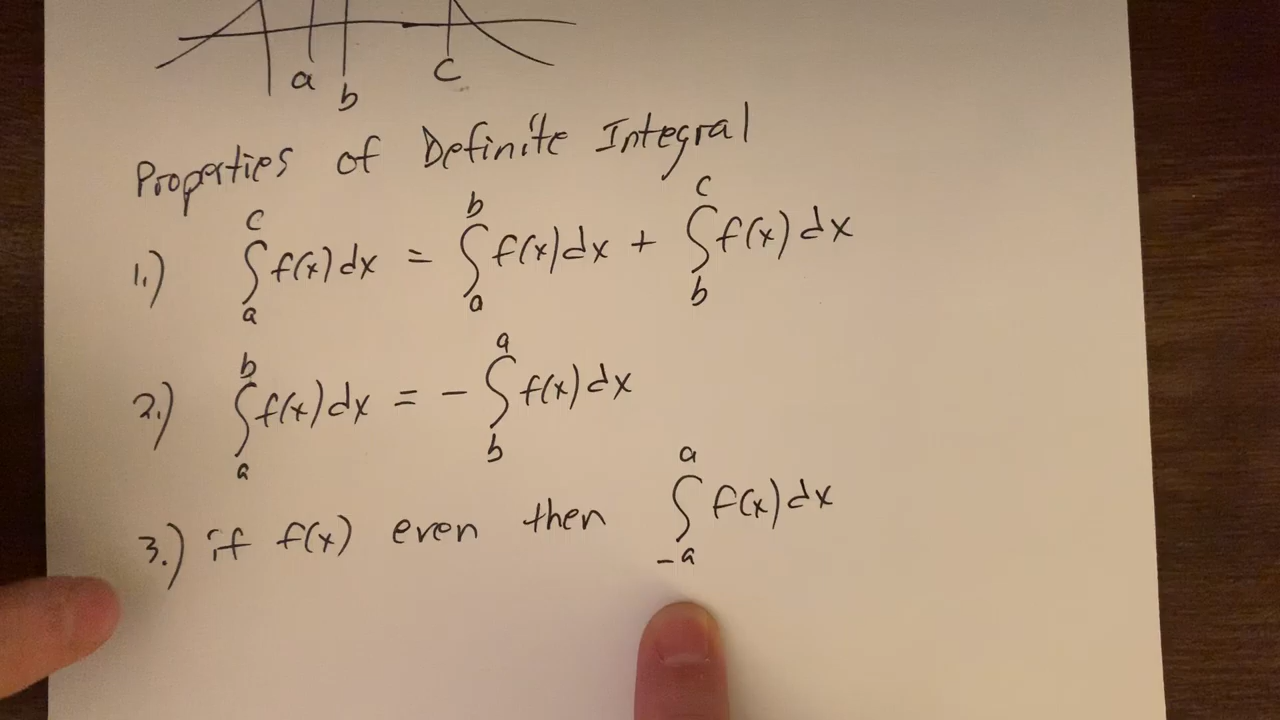 a b c
Properties of Definite Integral
1.) ∫_a^c f(x)dx = ∫_a^b f(x)dx + ∫_b^c f(x)dx
2.) ∫_a^b f(x)dx = - ∫_b^a f(x)dx
3.) if f(x) even then ∫_{-a}^a f(x)dx